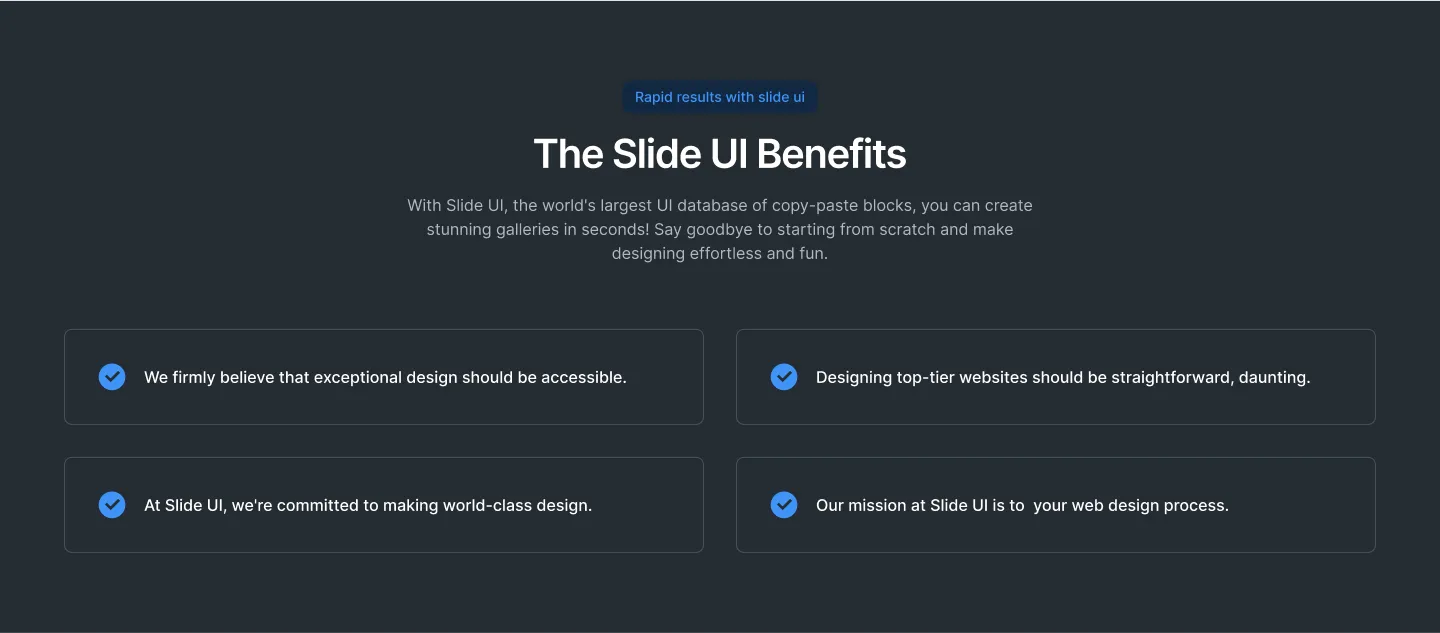 Rapid results with slide ui
The Slide UI Benefits
With Slide UI, the world's largest UI database of copy-paste blocks, you can create
stunning galleries in seconds! Say goodbye to starting from scratch and make
designing effortless and fun.
We firmly believe that exceptional design should be accessible.
Designing top-tier websites should be straightforward, daunting.
At Slide UI, we're committed to making world-class design.
Our mission at Slide UI is to  your web design process.